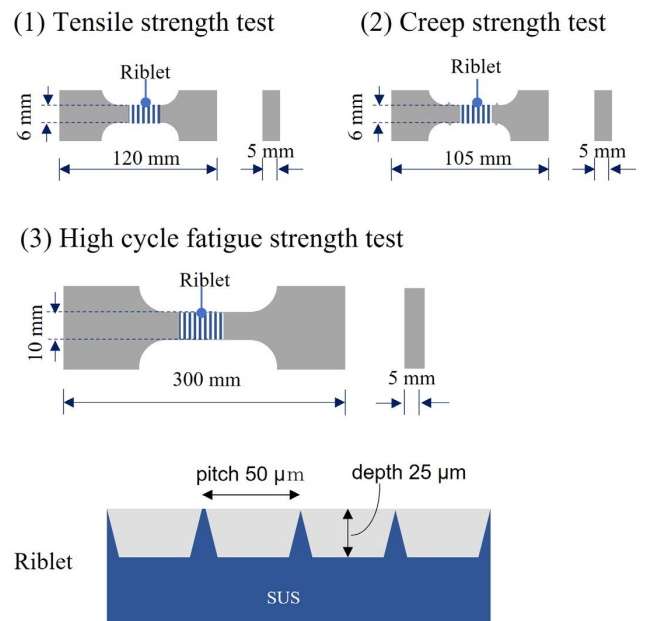 (1) Tensile strength test
(2) Creep strength test
Riblet
Riblet
6 mm
6 mm
120 mm
5 mm
105 mm
5 mm
(3) High cycle fatigue strength test
Riblet
10 mm
300 mm
5 mm
pitch 50 μm
depth 25 μm
Riblet
SUS